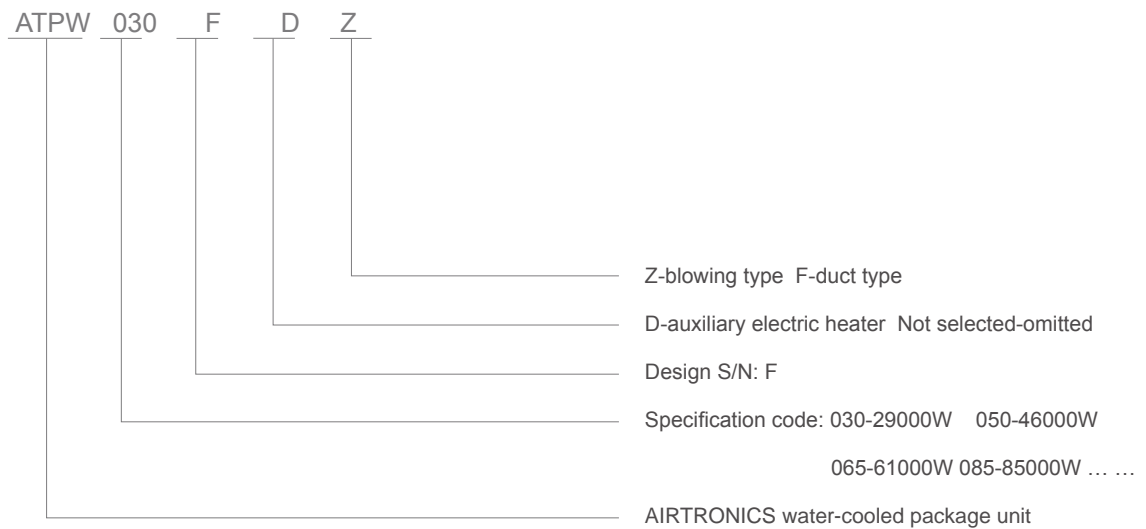 ATPW 030 F D Z
Z-blowing type F-duct type
D-auxiliary electric heater Not selected-omitted
Design S/N: F
Specification code: 030-29000W 050-46000W
065-61000W 085-85000W … …
AIRTRONICS water-cooled package unit